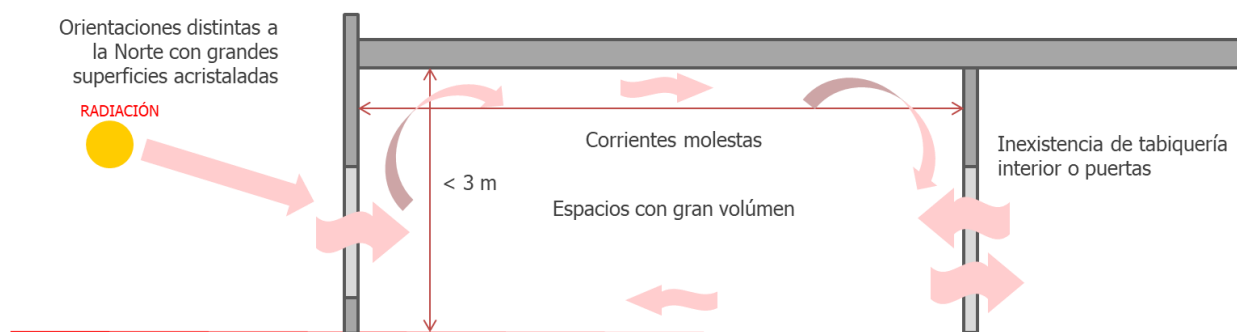 Orientaciones distintas a
la Norte con grandes
superficies acristaladas
RADIACIÓN
Corrientes molestas
< 3 m
Espacios con gran volúmen
Inexistencia de tabiquería
interior o puertas